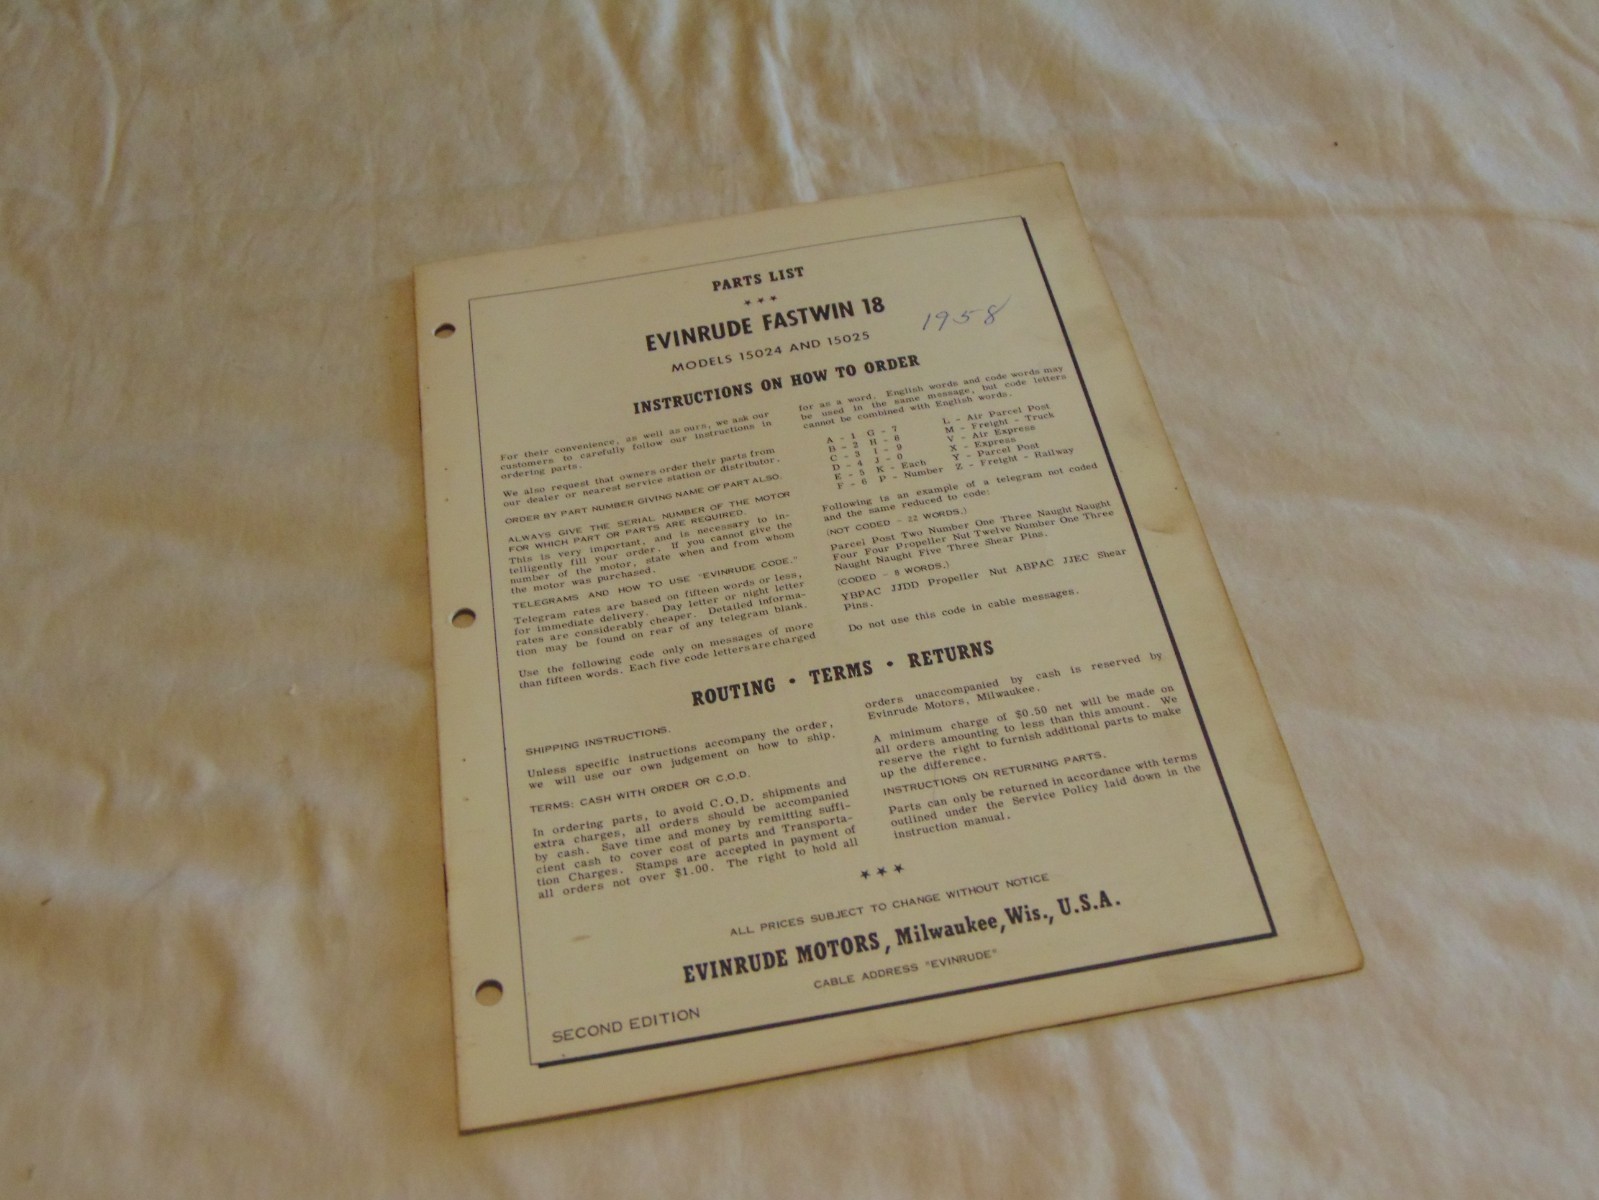 PARTS LIST
★ ★ ★
EVINRUDE FASTWIN 18
1958
MODELS 15024 AND 15025
INSTRUCTIONS ON HOW TO ORDER
For their convenience, as well as ours, we ask our
customers to carefully follow our instructions in
ordering parts.
We also request that owners order their parts from
our dealer or nearest service station or distributor.
ORDER BY PART NUMBER GIVING NAME OF PART ALSO.
ALWAYS GIVE THE SERIAL NUMBER OF THE MOTOR
FOR WHICH PART OR PARTS ARE REQUIRED.
This is very important, and is necessary to in-
telligently fill your order. If you cannot give the
number of the motor, state when and from whom
the motor was purchased.
TELEGRAMS AND HOW TO USE "EVINRUDE CODE."
Telegram rates are based on fifteen words or less,
for immediate delivery. Day letter or night letter
rates are considerably cheaper. Detailed informa-
tion may be found on rear of any telegram blank.
Use the following code only on messages of more
than fifteen words. Each five code letters are charged
for as a word. English words and code words may
be used in the same message, but code letters
cannot be combined with English words.
A - 1 G - 7 L - Air Parcel Post
B - 2 H - 8 M - Freight - Truck
C - 3 I - 9 V - Air Express
D - 4 J - 0 X - Express
E - 5 K - Each Y - Parcel Post
F - 6 P - Number Z - Freight - Railway
Following is an example of a telegram not coded
and the same reduced to code:
(NOT CODED - 22 WORDS.)
Parcel Post Two Number One Three Naught Naught
Four Four Propeller Nut Twelve Number One Three
Naught Naught Five Three Shear Pins.
(CODED - 8 WORDS.)
YBPAC JJDD Propeller Nut ABPAC JJEC Shear
Pins.
Do not use this code in cable messages.
ROUTING • TERMS • RETURNS
SHIPPING INSTRUCTIONS.
Unless specific instructions accompany the order,
we will use our own judgement on how to ship.
TERMS: CASH WITH ORDER OR C.O.D.
In ordering parts, to avoid C.O.D. shipments and
extra charges, all orders should be accompanied
by cash. Save time and money by remitting suffi-
cient cash to cover cost of parts and Transporta-
tion Charges. Stamps are accepted in payment of
all orders not over $1.00. The right to hold all
orders unaccompanied by cash is reserved by
Evinrude Motors, Milwaukee.
A minimum charge of $0.50 net will be made on
all orders amounting to less than this amount. We
reserve the right to furnish additional parts to make
up the difference.
INSTRUCTIONS ON RETURNING PARTS.
Parts can only be returned in accordance with terms
outlined under the Service Policy laid down in the
instruction manual.
★ ★ ★
ALL PRICES SUBJECT TO CHANGE WITHOUT NOTICE
EVINRUDE MOTORS, Milwaukee, Wis., U.S.A.
CABLE ADDRESS "EVINRUDE"
SECOND EDITION